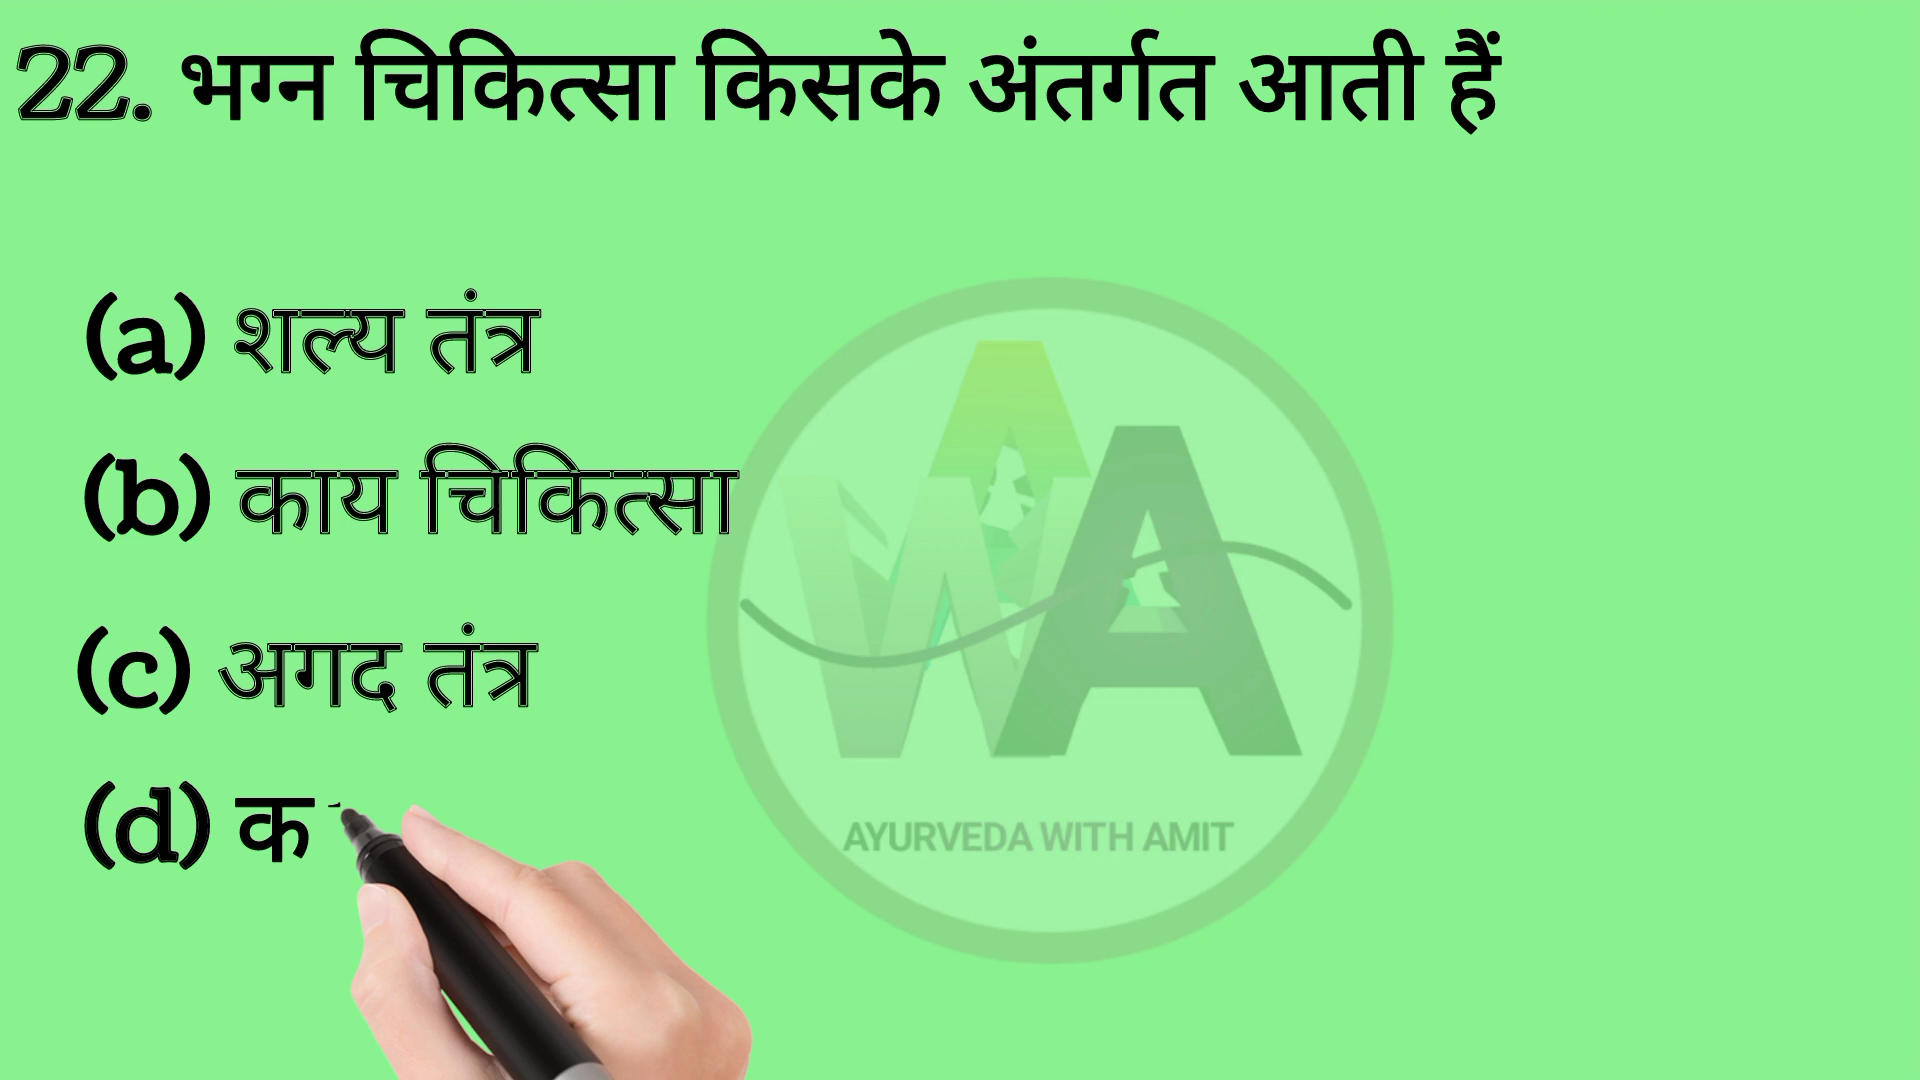 22. भग्न चिकित्सा किसके अंतर्गत आती हैं
(a) शल्य तंत्र
(b) काय चिकित्सा
(c) अगद तंत्र
(d) क
AYURVEDA WITH AMIT